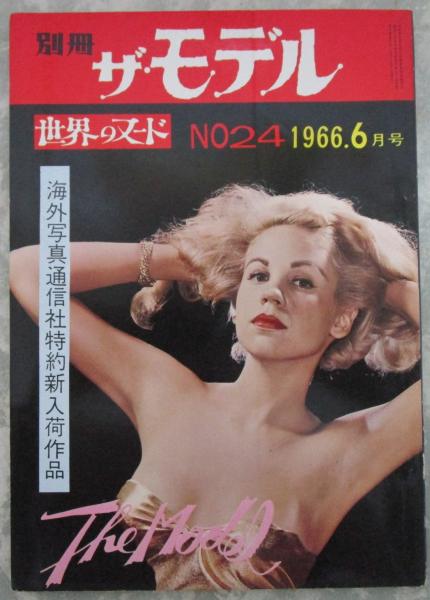 別冊
ザ・モデル
世界のヌード
NO24 1966.6月号
海外写真通信社特約新入荷作品
The Model